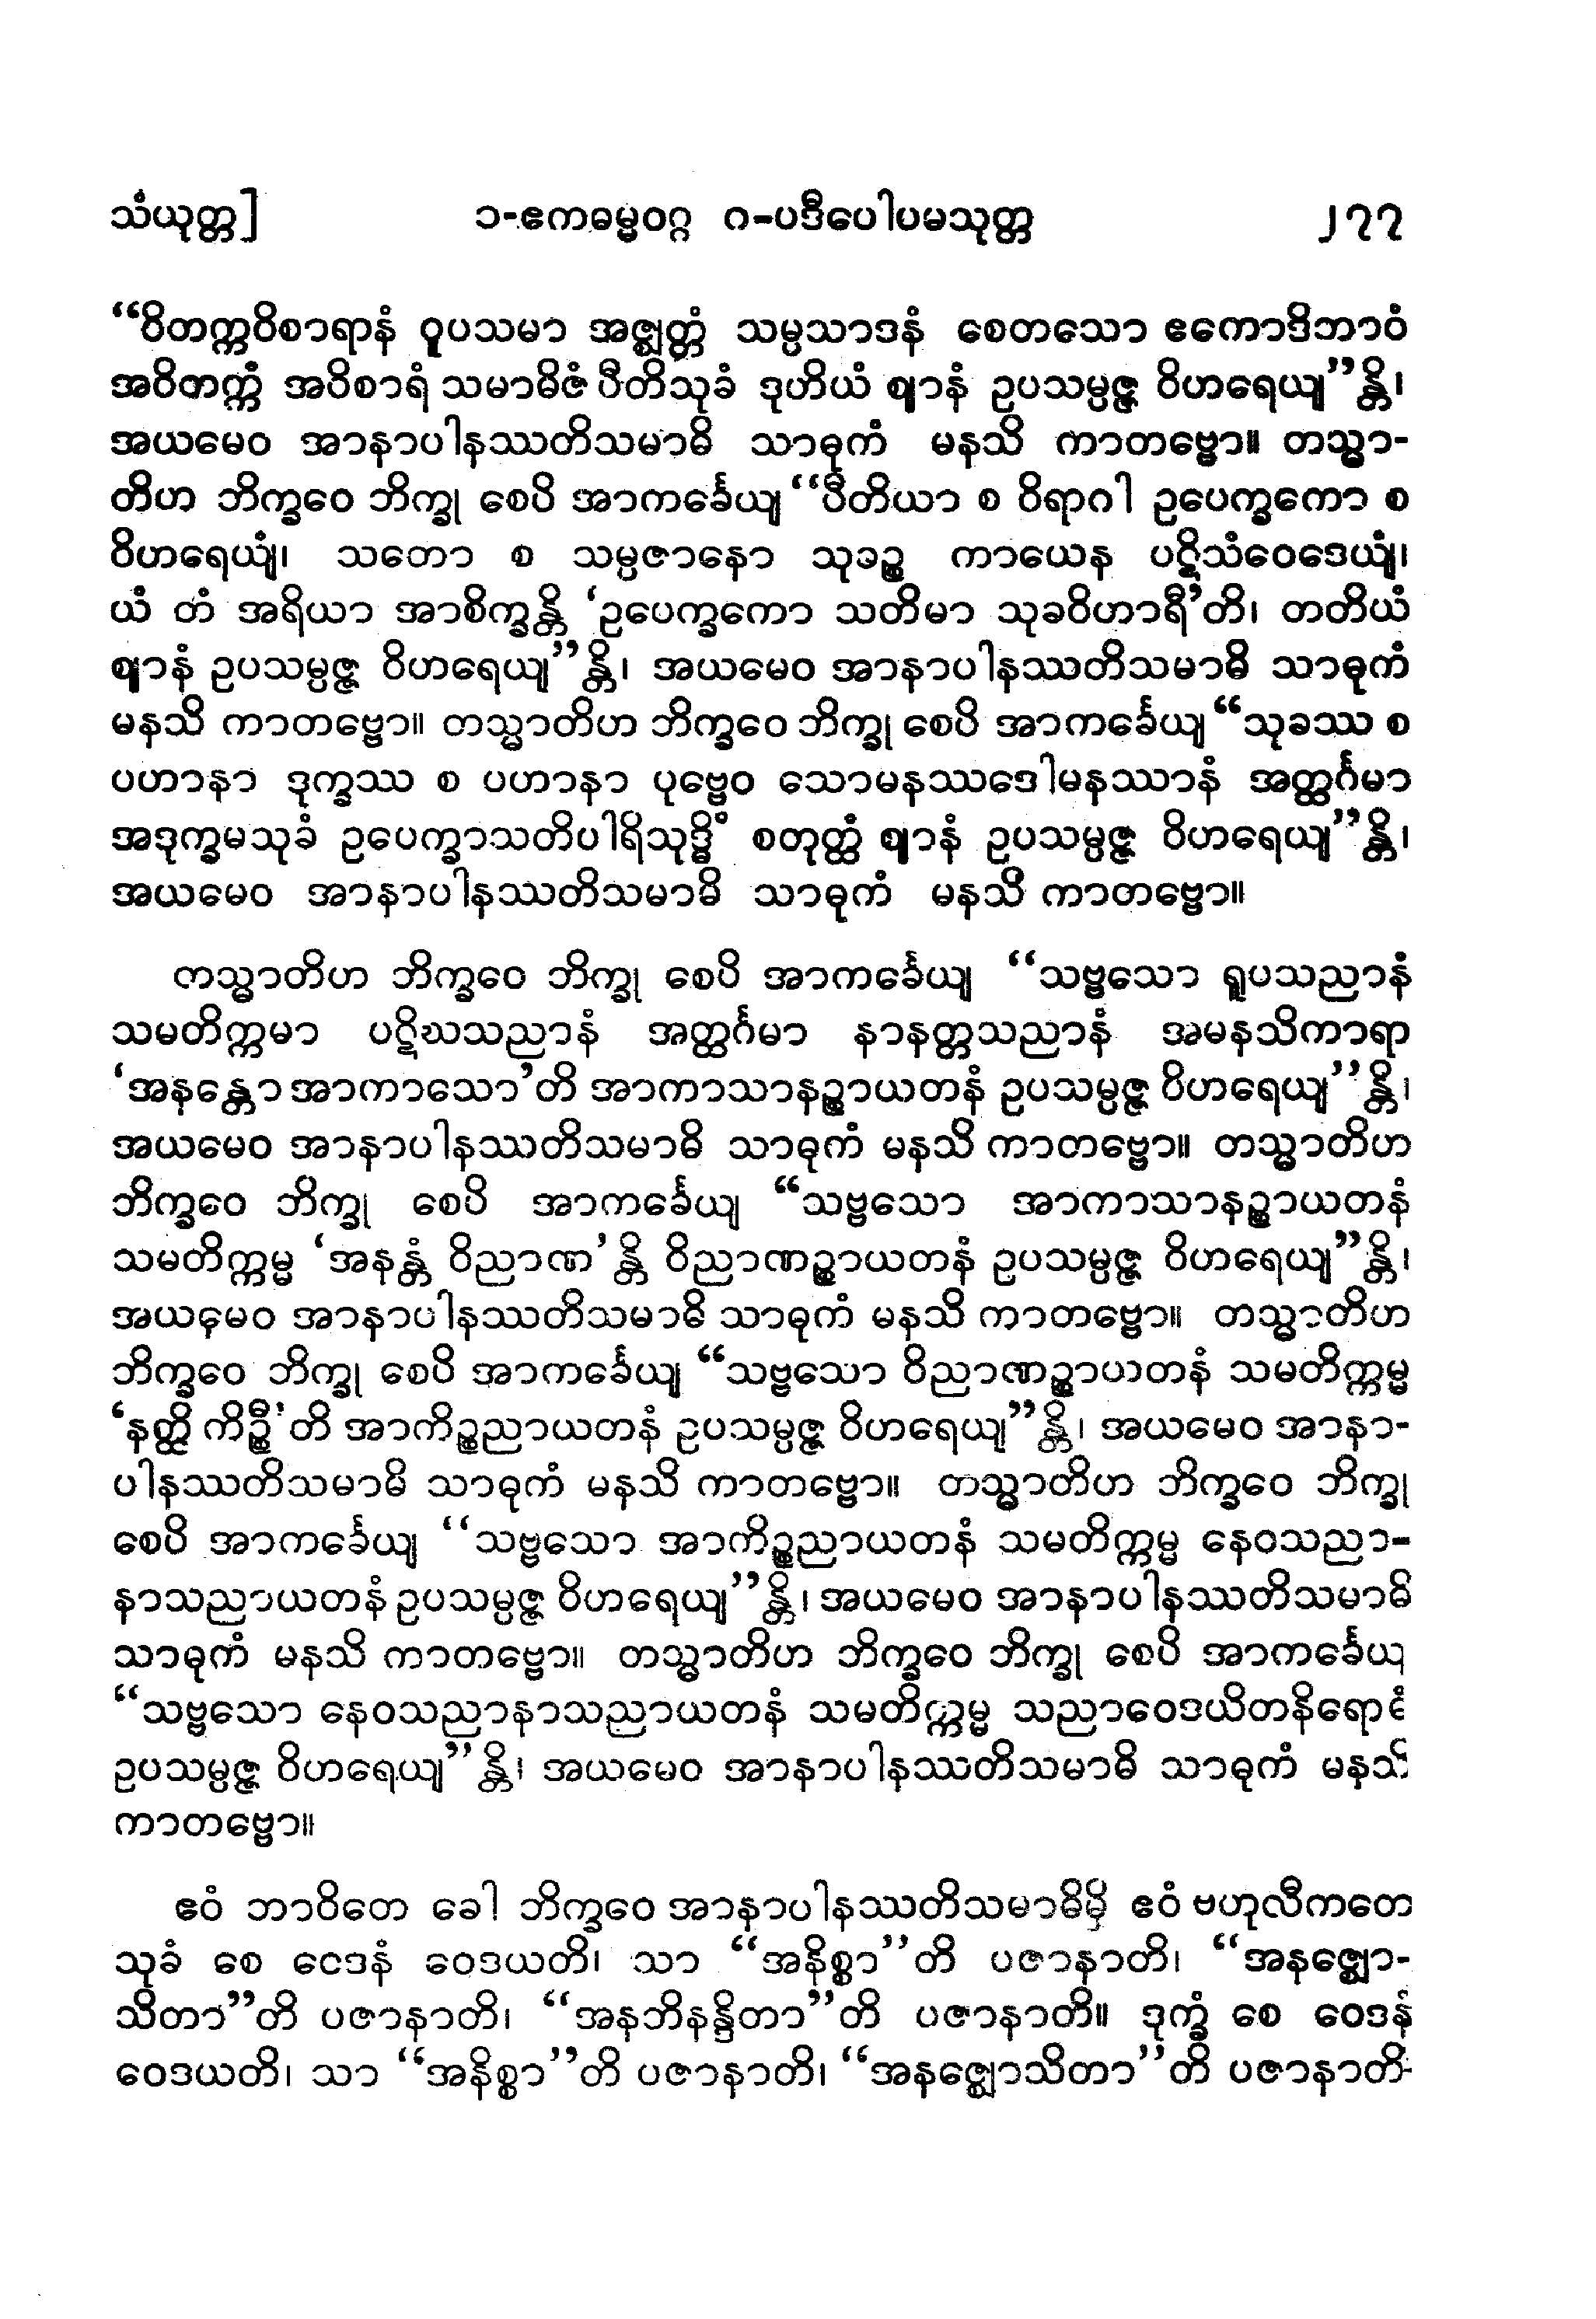 သံယုတ္တ] ၁-ဧကဓမ္မဝဂ္ဂ ဂ-ပဒီပေါပမသုတ္တ ၂၇၇
“ဝိတက္ကဝိစာရာနံ ဝူပသမာ အဇ္ဈတ္တံ သမ္ပသာဒနံ စေတသော ဧကောဒိဘာဝံ
အဝိတက္ကံ အဝိစာရံ သမာဓိဇံ ပီတိသုခံ ဒုဟိယံ ဈာနံ ဥပသမ္ပဇ္ဇ ဝိဟရေယျ”န္တိ၊
အယမေဝ အာနာပါနဿတိသမာဓိ သာဓုကံ မနသိ ကာတဗ္ဗော။ တသ္မာ-
တိဟ ဘိက္ခဝေ ဘိက္ခု စေပိ အာကင်္ခေယျ “ပီတိယာ စ ဝိရာဂါ ဥပေက္ခကော စ
ဝိဟရေယျံ၊ သတော စ သမ္ပဇာနော သုခဉ္စ ကာယေန ပဋိသံဝေဒေယျံ၊
ယံ တံ အရိယာ အာစိက္ခန္တိ ‘ဥပေက္ခကော သတိမာ သုခဝိဟာရီ’တိ၊ တတိယံ
ဈာနံ ဥပသမ္ပဇ္ဇ ဝိဟရေယျ”န္တိ၊ အယမေဝ အာနာပါနဿတိသမာဓိ သာဓုကံ
မနသိ ကာတဗ္ဗော။ တသ္မာတိဟ ဘိက္ခဝေ ဘိက္ခု စေပိ အာကင်္ခေယျ “သုခဿ စ
ပဟာနာ ဒုက္ခဿ စ ပဟာနာ ပုဗ္ဗေဝ သောမနဿဒေါမနဿာနံ အတ္ထင်္ဂမာ
အဒုက္ခမသုခံ ဥပေက္ခာသတိပါရိသုဒ္ဓိံ စတုတ္ထံ ဈာနံ ဥပသမ္ပဇ္ဇ ဝိဟရေယျ”န္တိ၊
အယမေဝ အာနာပါနဿတိသမာဓိ သာဓုကံ မနသိ ကာတဗ္ဗော။
တသ္မာတိဟ ဘိက္ခဝေ ဘိက္ခု စေပိ အာကင်္ခေယျ “သဗ္ဗသော ရူပသညာနံ
သမတိက္ကမာ ပဋိဃသညာနံ အတ္ထင်္ဂမာ နာနတ္တသညာနံ အမနသိကာရာ
‘အနန္တော အာကာသော’တိ အာကာသာနဉ္စာယတနံ ဥပသမ္ပဇ္ဇ ဝိဟရေယျ”န္တိ၊
အယမေဝ အာနာပါနဿတိသမာဓိ သာဓုကံ မနသိ ကာတဗ္ဗော။ တသ္မာတိဟ
ဘိက္ခဝေ ဘိက္ခု စေပိ အာကင်္ခေယျ “သဗ္ဗသော အာကာသာနဉ္စာယတနံ
သမတိက္ကမ္မ ‘အနန္တံ ဝိညာဏ’န္တိ ဝိညာဏဉ္စာယတနံ ဥပသမ္ပဇ္ဇ ဝိဟရေယျ”န္တိ၊
အယမေဝ အာနာပါနဿတိသမာဓိ သာဓုကံ မနသိ ကာတဗ္ဗော။ တသ္မာတိဟ
ဘိက္ခဝေ ဘိက္ခု စေပိ အာကင်္ခေယျ “သဗ္ဗသော ဝိညာဏဉ္စာယတနံ သမတိက္ကမ္မ
‘နတ္ထိ ကိဉ္စီ’တိ အာကိဉ္စညာယတနံ ဥပသမ္ပဇ္ဇ ဝိဟရေယျ”န္တိ၊ အယမေဝ အာနာ-
ပါနဿတိသမာဓိ သာဓုကံ မနသိ ကာတဗ္ဗော။ တသ္မာတိဟ ဘိက္ခဝေ ဘိက္ခု
စေပိ အာကင်္ခေယျ “သဗ္ဗသော အာကိဉ္စညာယတနံ သမတိက္ကမ္မ နေဝသညာ-
နာသညာယတနံ ဥပသမ္ပဇ္ဇ ဝိဟရေယျ”န္တိ၊ အယမေဝ အာနာပါနဿတိသမာဓိ
သာဓုကံ မနသိ ကာတဗ္ဗော။ တသ္မာတိဟ ဘိက္ခဝေ ဘိက္ခု စေပိ အာကင်္ခေယျ
“သဗ္ဗသော နေဝသညာနာသညာယတနံ သမတိက္ကမ္မ သညာဝေဒယိတနိရောဓံ
ဥပသမ္ပဇ္ဇ ဝိဟရေယျ”န္တိ၊ အယမေဝ အာနာပါနဿတိသမာဓိ သာဓုကံ မနသိ
ကာတဗ္ဗော။
ဧဝံ ဘာဝိတေ ခေါ ဘိက္ခဝေ အာနာပါနဿတိသမာဓိမှိ ဧဝံ ဗဟုလီကတေ
သုခံ စေ ဝေဒနံ ဝေဒယတိ၊ သာ “အနိစ္စာ”တိ ပဇာနာတိ၊ “အနဇ္ဈော-
သိတာ”တိ ပဇာနာတိ၊ “အနဘိနန္ဒိတာ”တိ ပဇာနာတိ။ ဒုက္ခံ စေ ဝေဒနံ
ဝေဒယတိ၊ သာ “အနိစ္စာ”တိ ပဇာနာတိ၊ “အနဇ္ဈောသိတာ”တိ ပဇာနာတိ